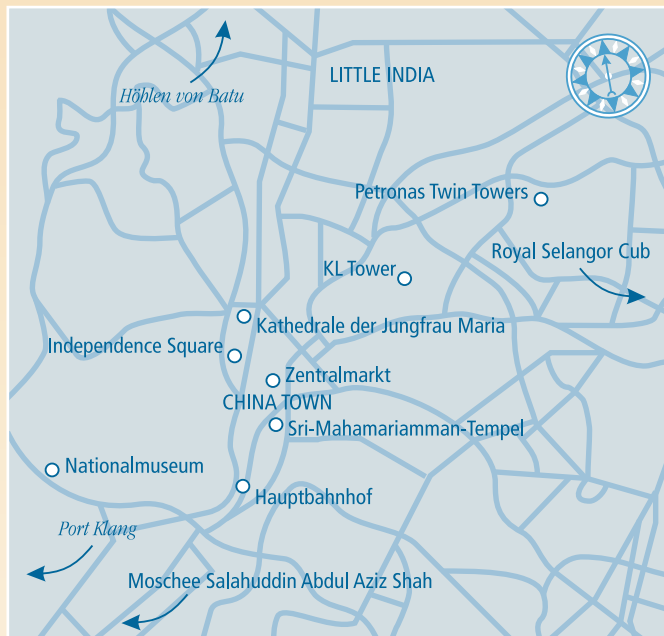 LITTLE INDIA
Höhlen von Batu
Petronas Twin Towers
Royal Selangor Cub
KL Tower
Kathedrale der Jungfrau Maria
Independence Square
Zentralmarkt
CHINA TOWN
Sri-Mahamariamman-Tempel
Nationalmuseum
Hauptbahnhof
Port Klang
Moschee Salahuddin Abdul Aziz Shah